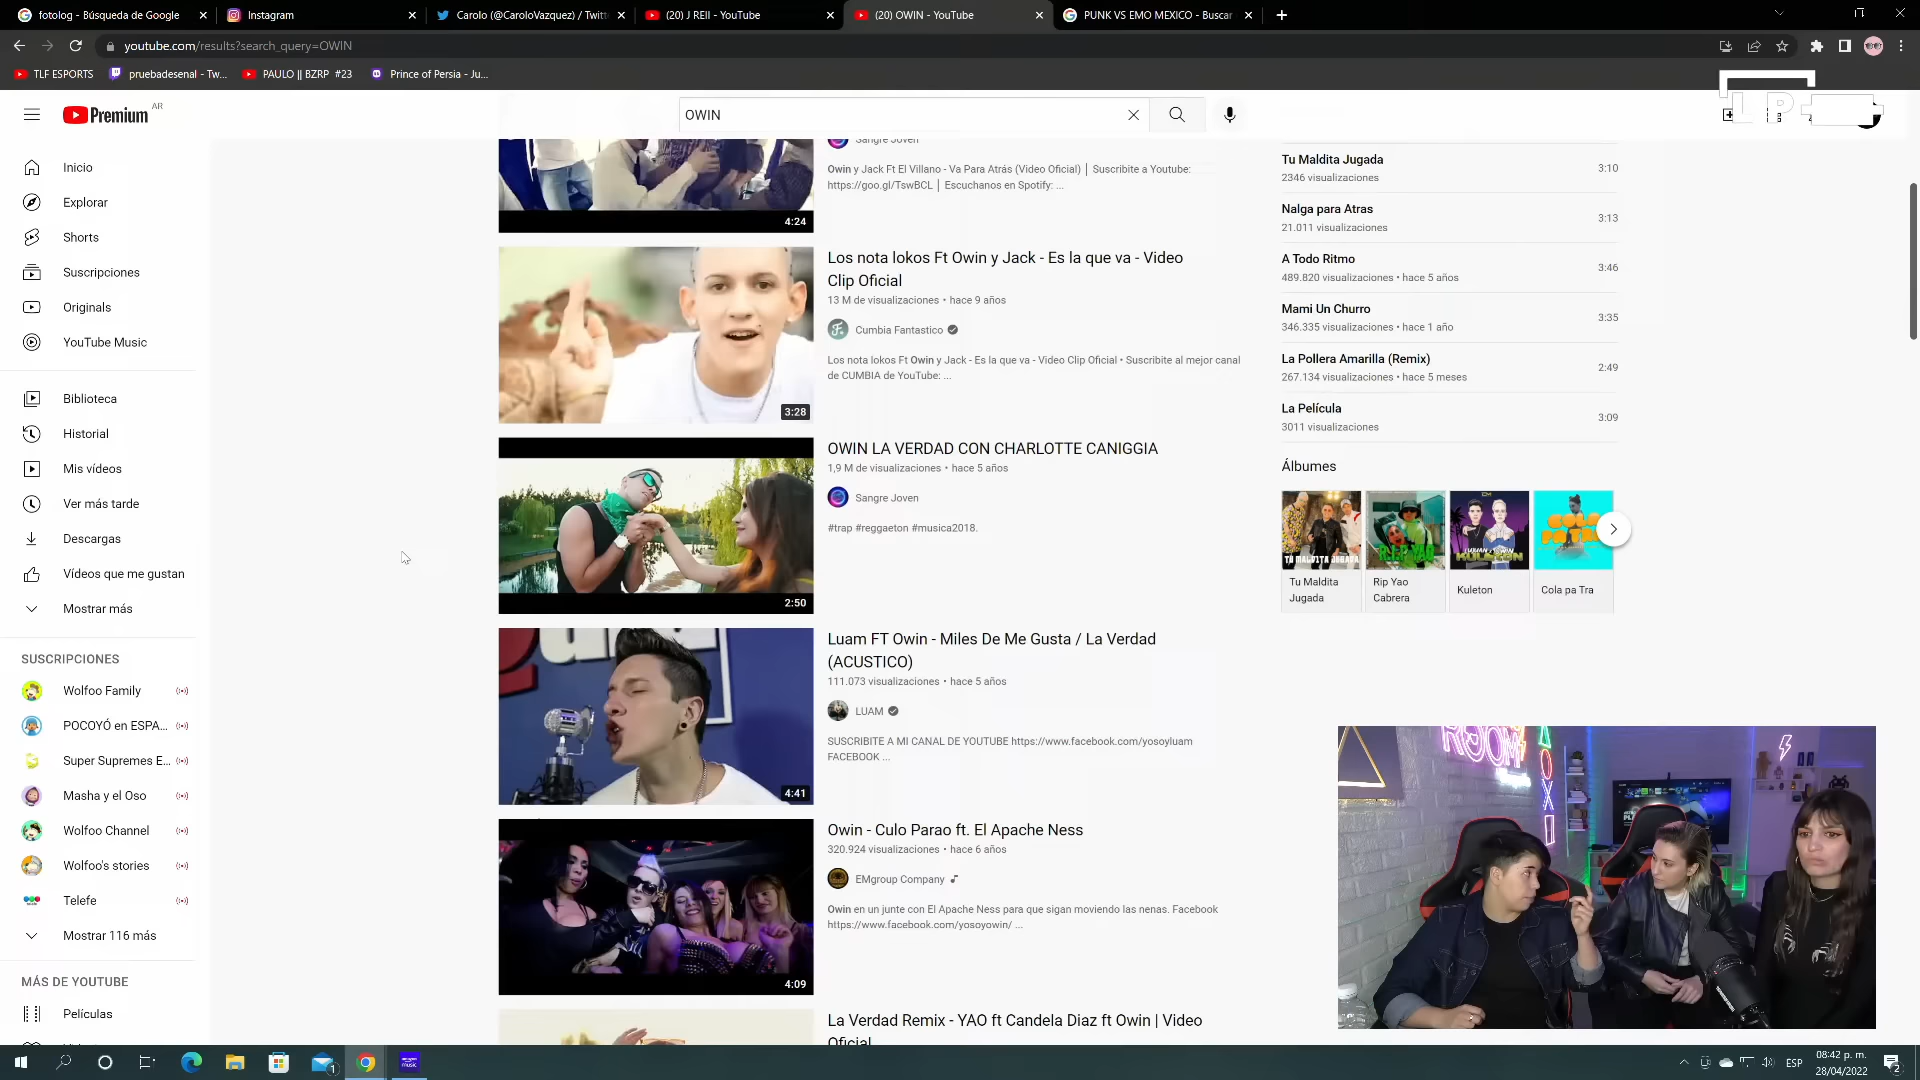 fotolog - Búsqueda de Google
Instagram
Carolo (@CaroloVazquez) / Twitt
(20) J REII - YouTube
(20) OWIN - YouTube
PUNK VS EMO MEXICO - Buscar
youtube.com/results?search_query=OWIN
TLF ESPORTS
pruebadesenal - Tw...
PAULO || BZRP #23
Prince of Persia - Ju...
Premium AR
OWIN
LP
Inicio
Explorar
Shorts
Suscripciones
Originals
YouTube Music
Biblioteca
Historial
Mis vídeos
Ver más tarde
Descargas
Vídeos que me gustan
Mostrar más
SUSCRIPCIONES
Wolfoo Family
POCOYÓ en ESPA...
Super Supremes E...
Masha y el Oso
Wolfoo Channel
Wolfoo's stories
Telefe
Mostrar 116 más
MÁS DE YOUTUBE
Películas
4:24
Sangre Joven
Owin y Jack Ft El Villano - Va Para Atrás (Video Oficial) │ Suscribite a Youtube:
https://goo.gl/TswBCL │ Escuchanos en Spotify: ...
3:28
Los nota lokos Ft Owin y Jack - Es la que va - Video
Clip Oficial
13 M de visualizaciones • hace 9 años
Cumbia Fantastico
Los nota lokos Ft Owin y Jack - Es la que va - Video Clip Oficial • Suscribite al mejor canal
de CUMBIA de YouTube: ...
2:50
OWIN LA VERDAD CON CHARLOTTE CANIGGIA
1,9 M de visualizaciones • hace 5 años
Sangre Joven
#trap #reggaeton #musica2018.
4:41
Luam FT Owin - Miles De Me Gusta / La Verdad
(ACUSTICO)
111.073 visualizaciones • hace 5 años
LUAM
SUSCRIBITE A MI CANAL DE YOUTUBE https://www.facebook.com/yosoyluam
FACEBOOK ...
4:09
Owin - Culo Parao ft. El Apache Ness
320.924 visualizaciones • hace 6 años
EMgroup Company
Owin en un junte con El Apache Ness para que sigan moviendo las nenas. Facebook
https://www.facebook.com/yosoyowin/ ...
La Verdad Remix - YAO ft Candela Diaz ft Owin | Video
Oficial
Tu Maldita Jugada
2346 visualizaciones
3:10
Nalga para Atras
21.011 visualizaciones
3:13
A Todo Ritmo
489.820 visualizaciones • hace 5 años
3:46
Mami Un Churro
346.335 visualizaciones • hace 1 año
3:35
La Pollera Amarilla (Remix)
267.134 visualizaciones • hace 5 meses
2:49
La Película
3011 visualizaciones
3:09
Álbumes
TU MALDITA JUGADA
R.I.P YAO
KULETON
COLA PA TRA
Tu Maldita
Jugada
Rip Yao
Cabrera
Kuleton
Cola pa Tra
ROOM
1
music
ESP
08:42 p. m.
28/04/2022
2